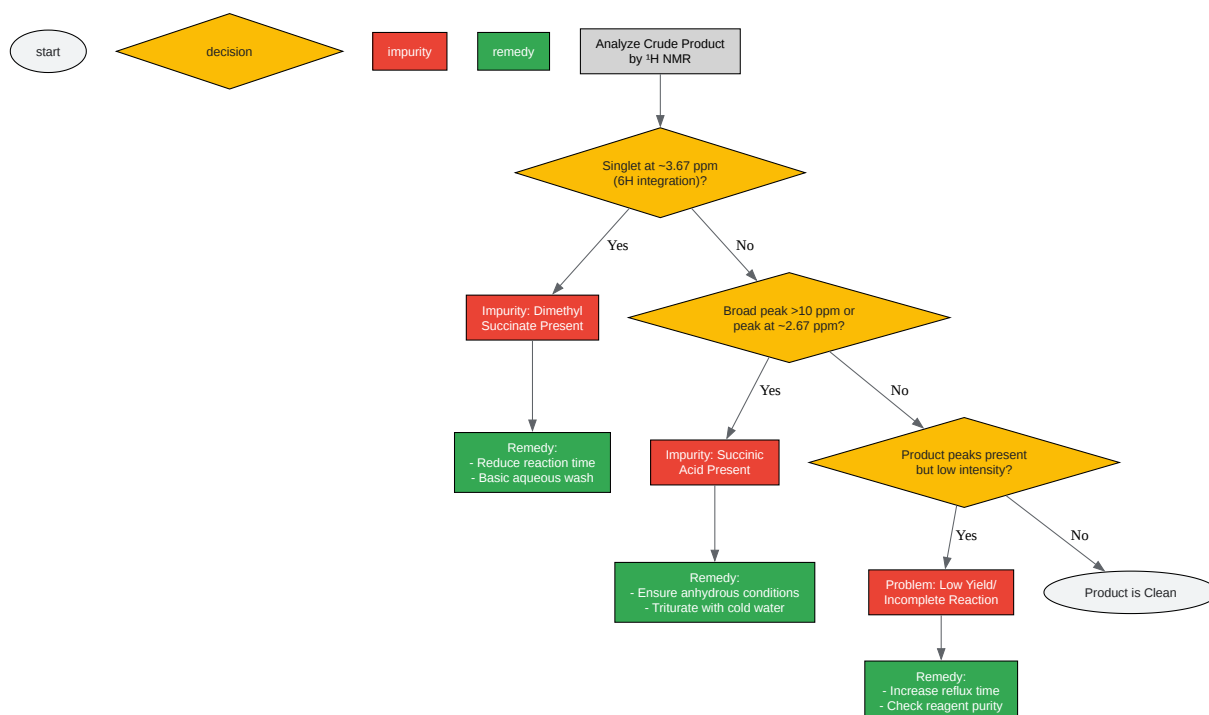 start
decision
impurity
remedy
Analyze Crude Product
by ¹H NMR
Singlet at ~3.67 ppm
(6H integration)?
Yes
No
Impurity: Dimethyl
Succinate Present
Broad peak >10 ppm or
peak at ~2.67 ppm?
Remedy:
- Reduce reaction time
- Basic aqueous wash
Yes
No
Impurity: Succinic
Acid Present
Product peaks present
but low intensity?
Remedy:
- Ensure anhydrous conditions
- Triturate with cold water
Yes
No
Problem: Low Yield/
Incomplete Reaction
Product is Clean
Remedy:
- Increase reflux time
- Check reagent purity